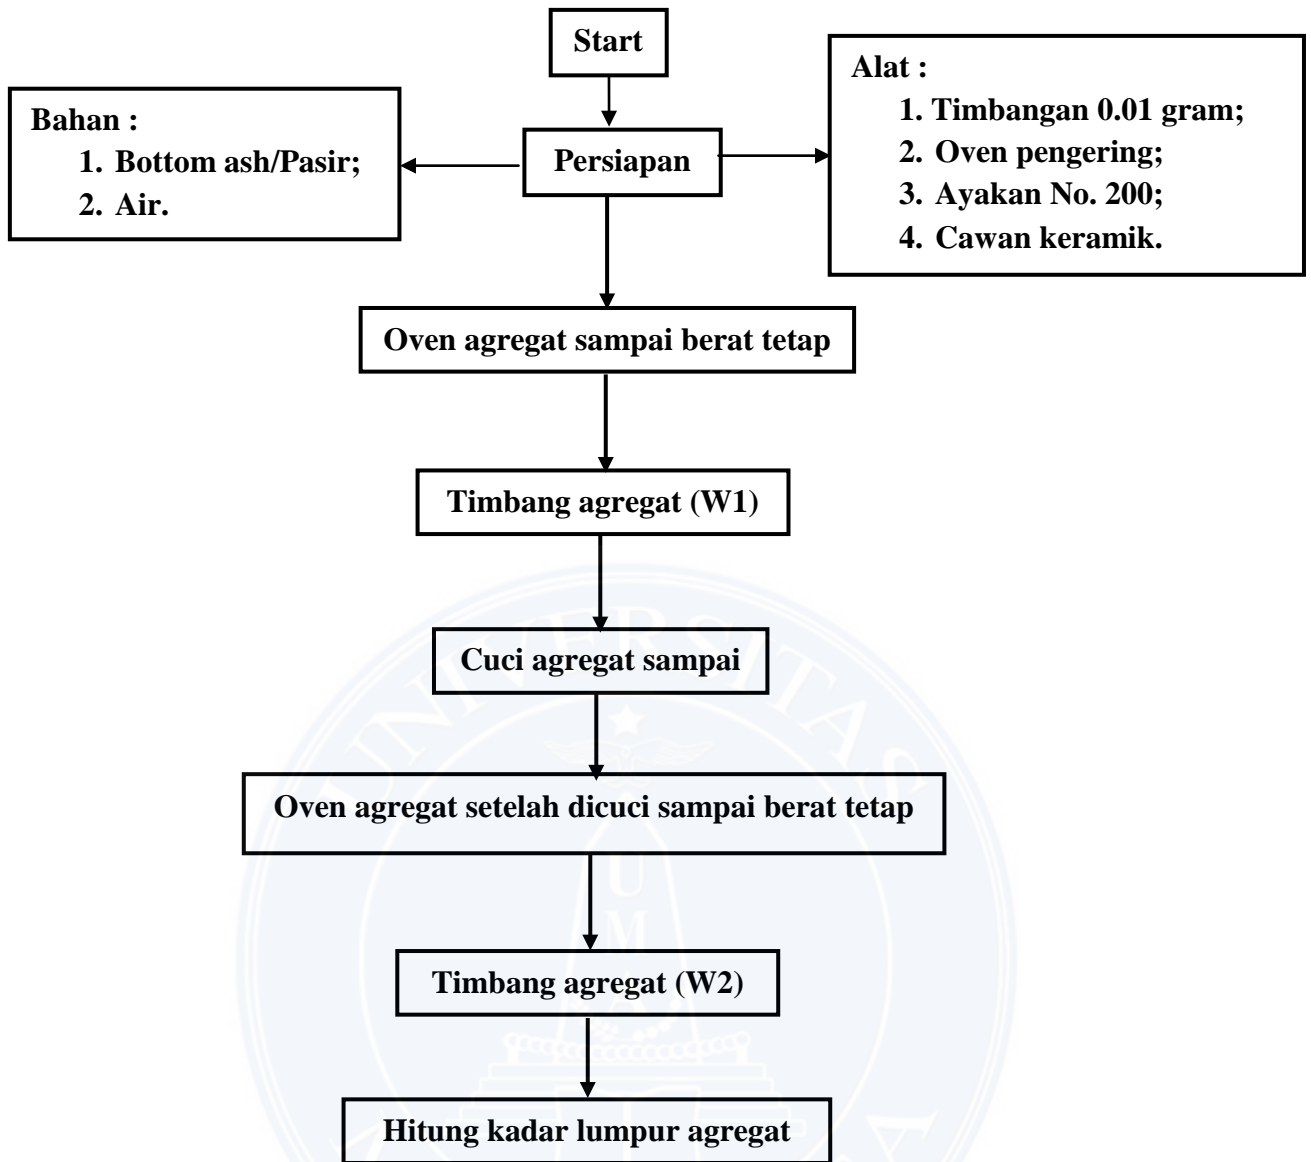 Start
Alat :
1. Timbangan 0.01 gram;
2. Oven pengering;
3. Ayakan No. 200;
4. Cawan keramik.
Bahan :
1. Bottom ash/Pasir;
2. Air.
Persiapan
Oven agregat sampai berat tetap
Timbang agregat (W1)
Cuci agregat sampai
Oven agregat setelah dicuci sampai berat tetap
Timbang agregat (W2)
Hitung kadar lumpur agregat
UNIVERSITAS
U
M
A